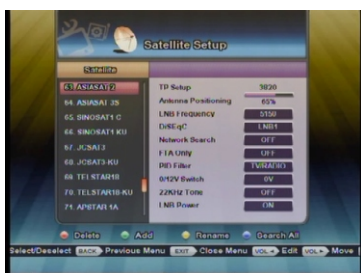 Satellite Setup
Satellite
63. ASIASAT 2
64. ASIASAT 3S
65. SINOSAT1 C
66. SINOSAT1 KU
67. JCSAT3
68. JCSAT3-KU
69. TELSTAR18
70. TELSTAR18-KU
71. APSTAR 1A
TP Setup 3820
Antenna Positioning 65%
LNB Frequency 5150
DiSEqC LNB1
Network Search OFF
FTA Only OFF
PID Filter TV/RADIO
0/12V Switch 0V
22KHz Tone OFF
LNB Power ON
Delete Add Rename Search All
Select/Deselect BACK Previous Menu EXIT Close Menu VOL◄ Edit VOL► Move